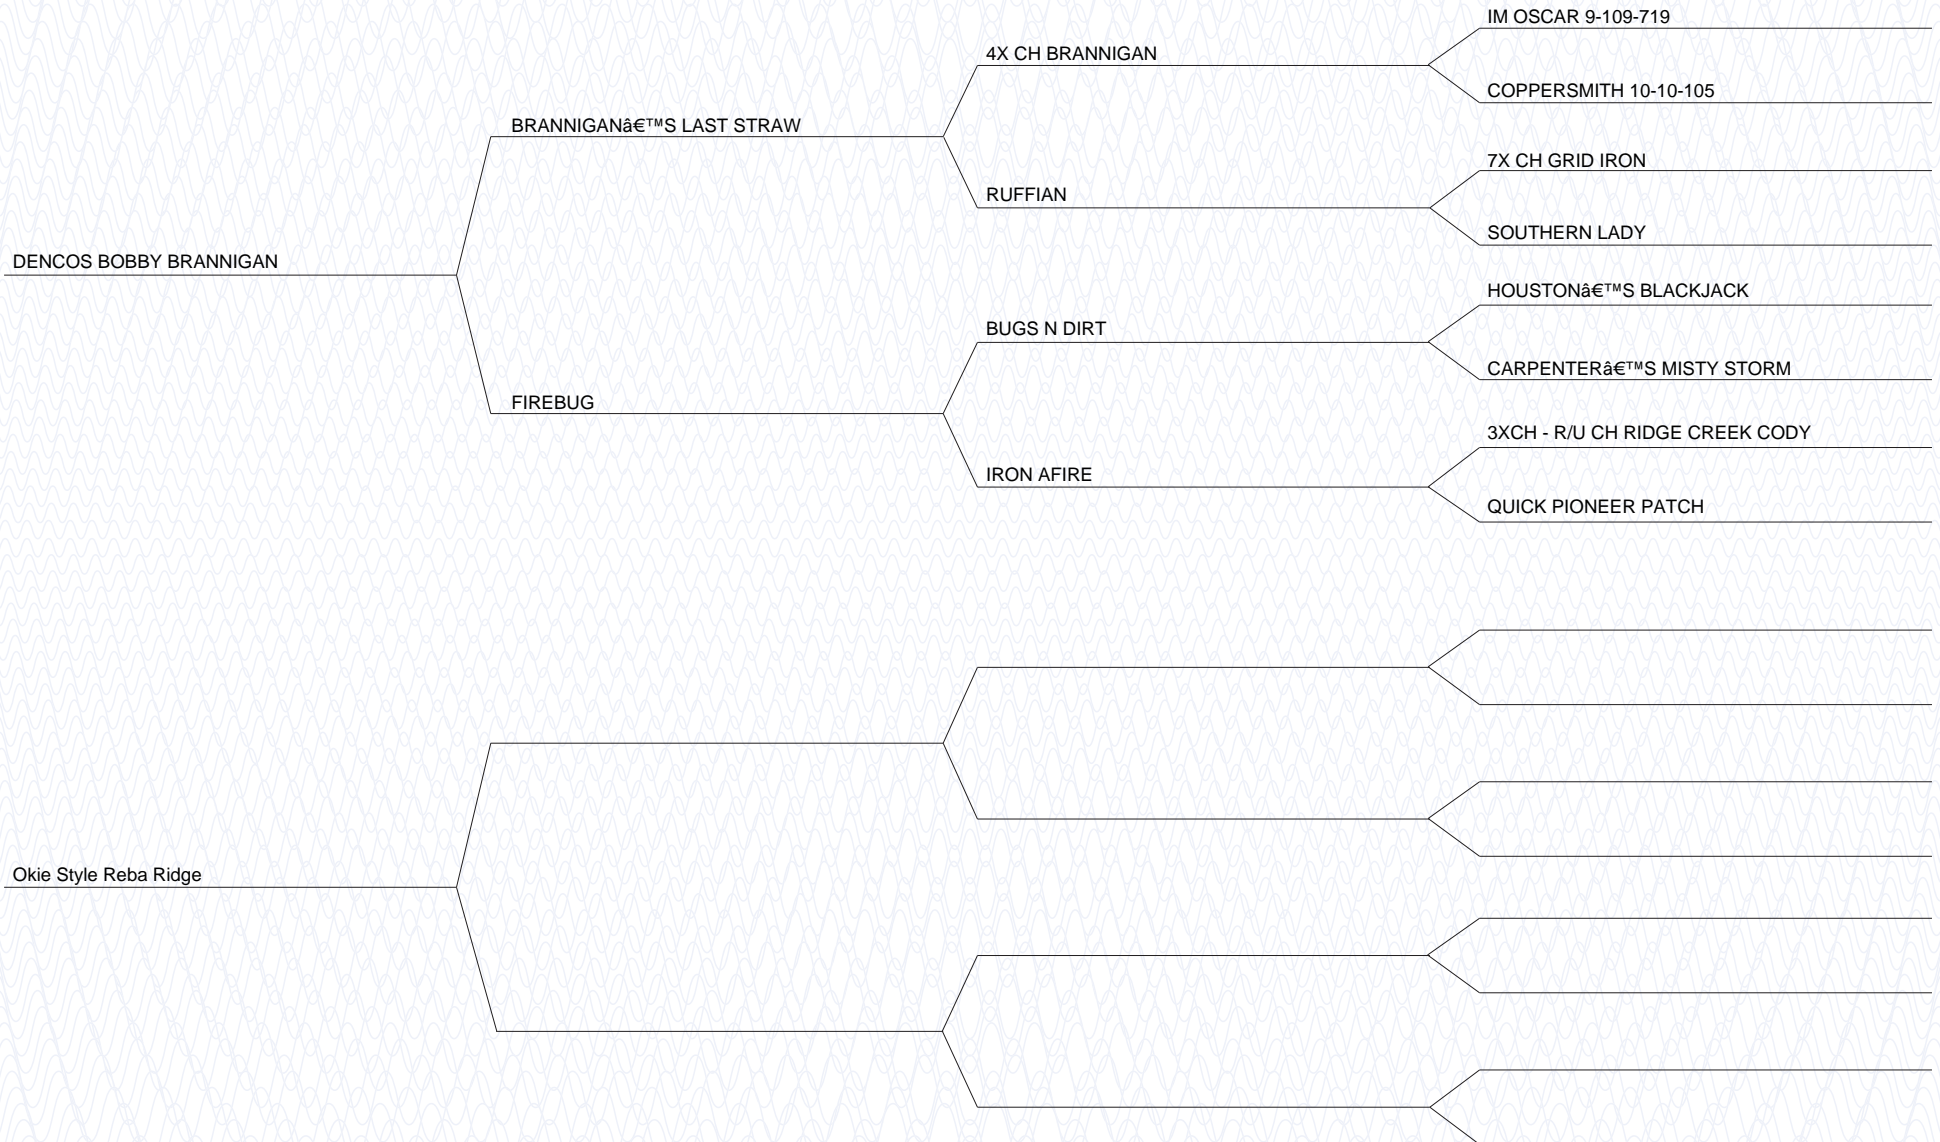 IM OSCAR 9-109-719
4X CH BRANNIGAN
COPPERSMITH 10-10-105
BRANNIGANâ€™S LAST STRAW
7X CH GRID IRON
RUFFIAN
SOUTHERN LADY
DENCOS BOBBY BRANNIGAN
HOUSTONâ€™S BLACKJACK
BUGS N DIRT
CARPENTERâ€™S MISTY STORM
FIREBUG
3XCH - R/U CH RIDGE CREEK CODY
IRON AFIRE
QUICK PIONEER PATCH
Okie Style Reba Ridge